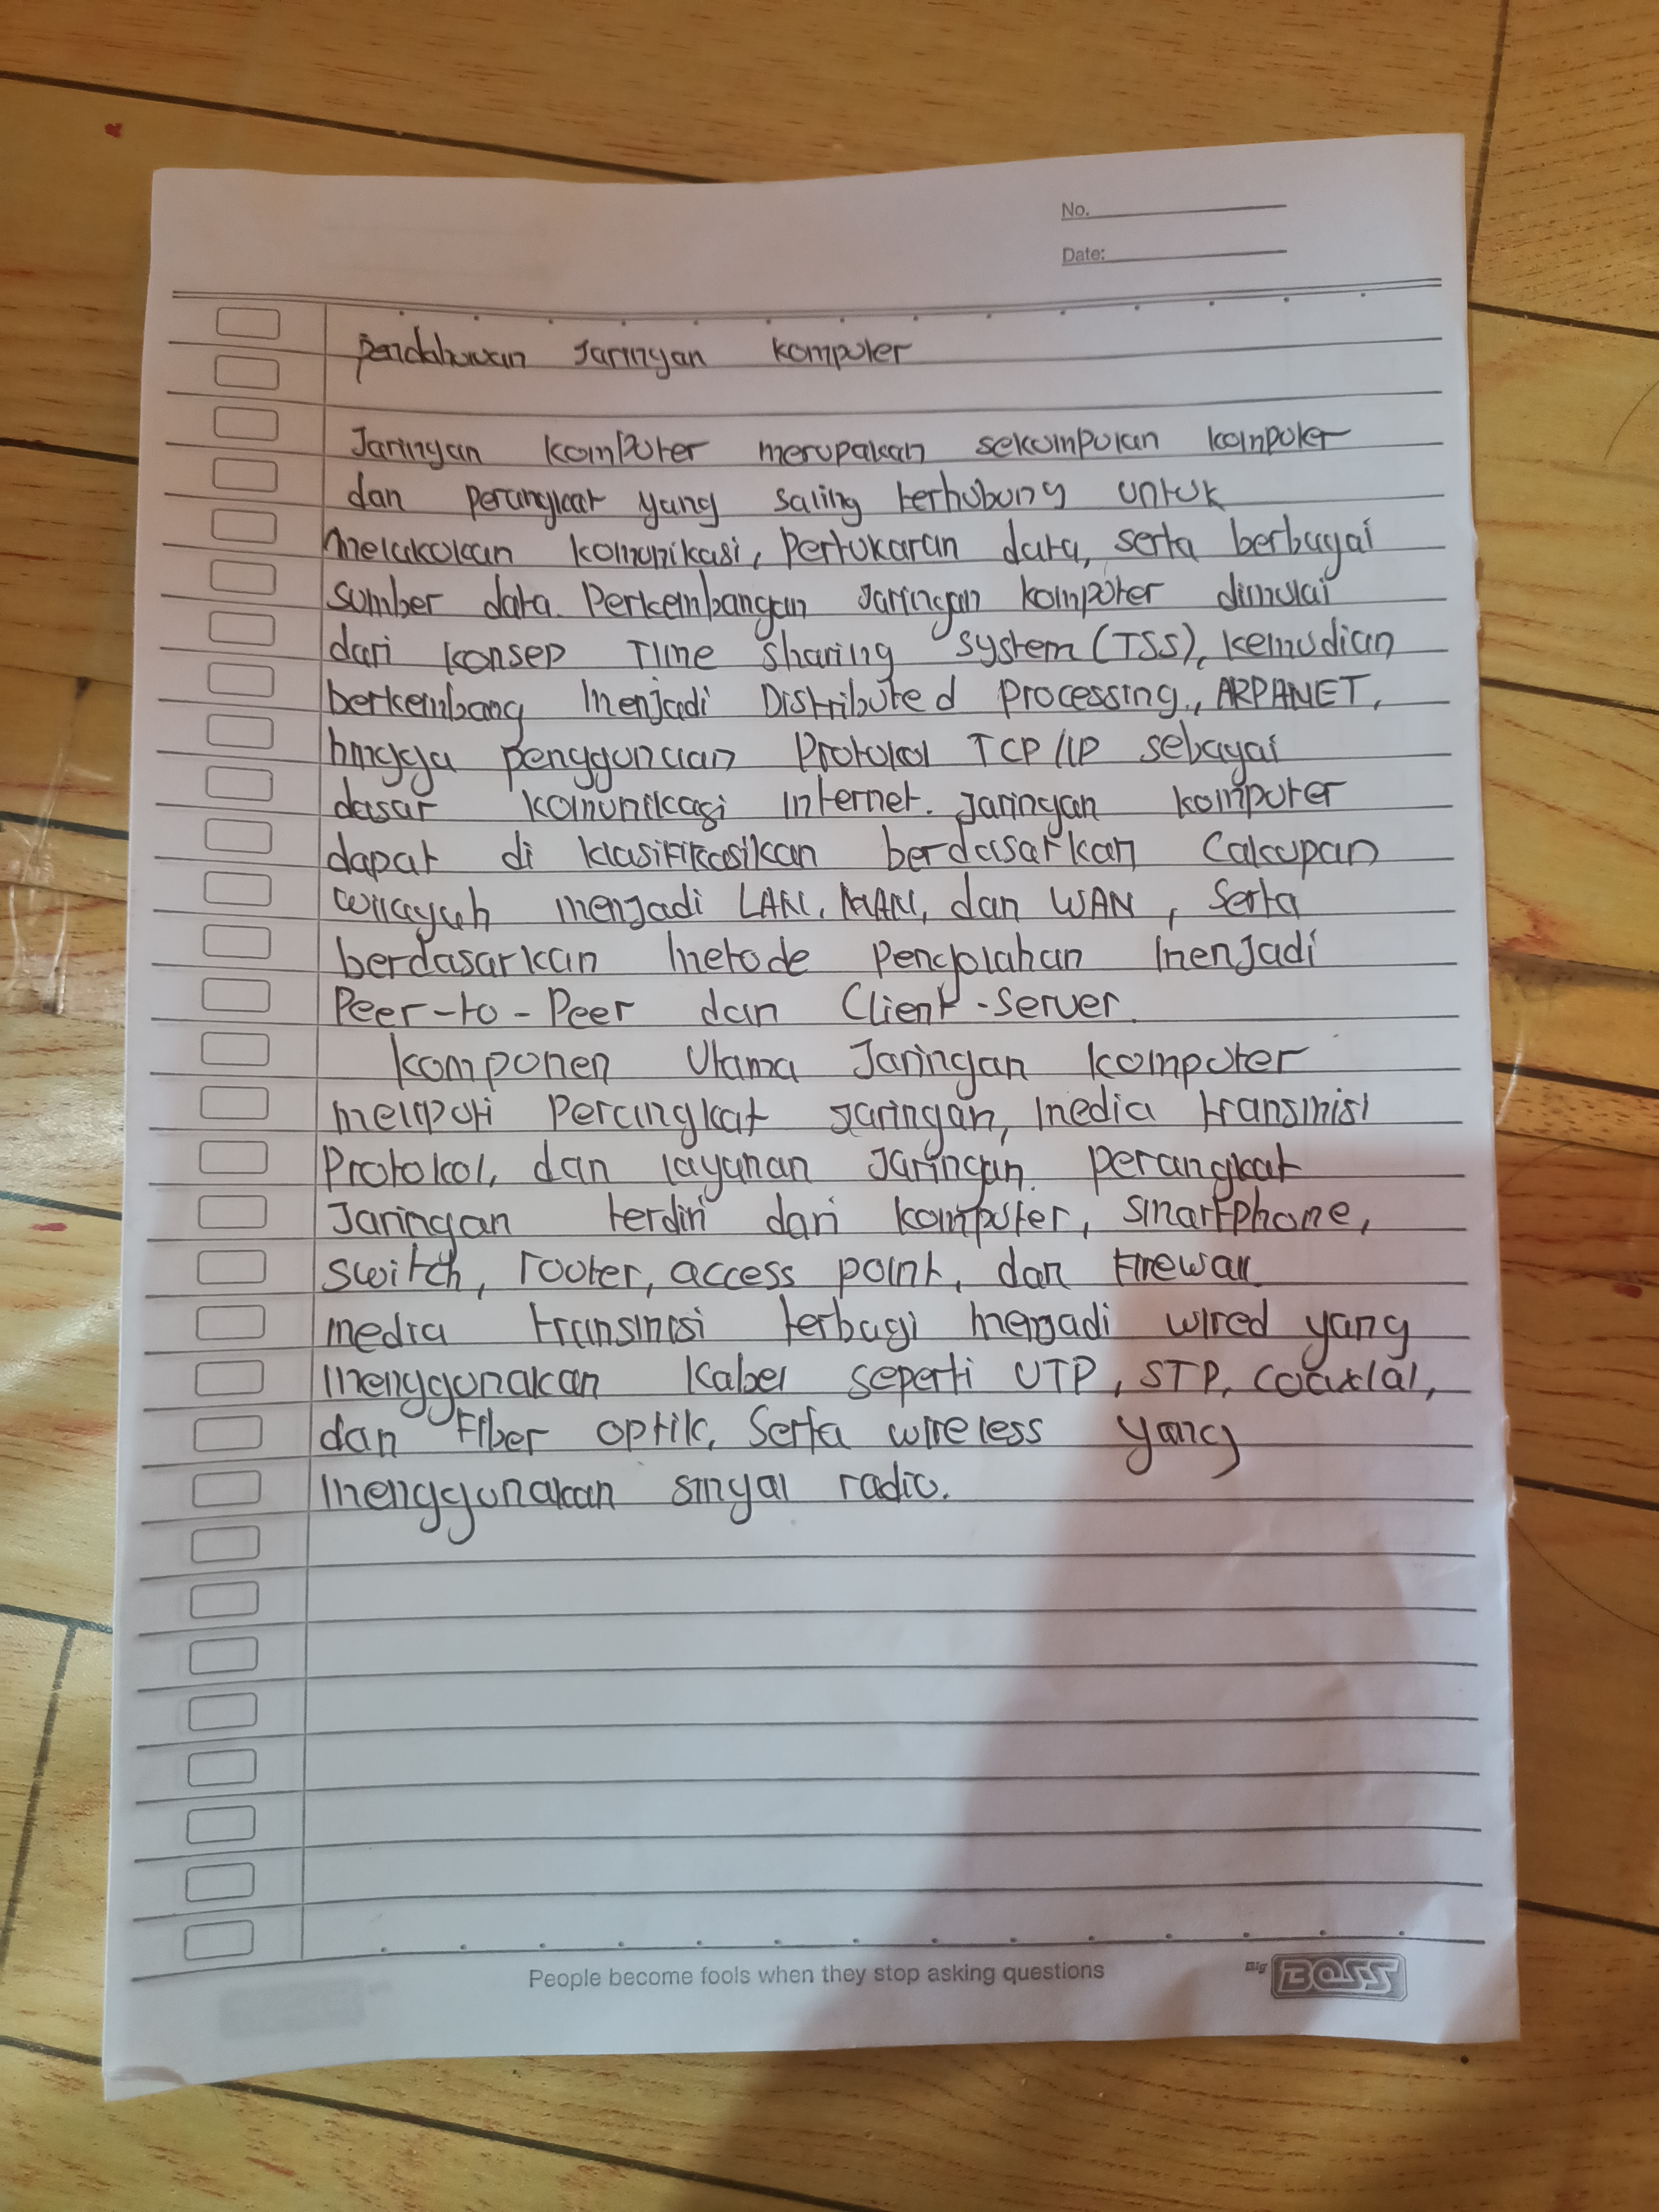 No.
Date:
Pendahuluan Jaringan komputer
Jaringan komputer merupakan sekumpulan komputer
dan perangkat yang saling terhubung untuk
melakukan komunikasi, pertukaran data, serta berbagai
sumber data. Perkembangan jaringan komputer dimulai
dari konsep Time sharing system (TSS), kemudian
berkembang menjadi Distributed processing, ARPANET,
hingga penggunaan Protokol TCP/IP sebagai
dasar komunikasi internet. Jaringan komputer
dapat di klasifikasikan berdasarkan Cakupan
wilayah menjadi LAN, MAN, dan WAN, serta
berdasarkan metode Pengolahan menjadi
Peer-to-Peer dan Client-server.
Komponen Utama Jaringan Komputer
meliputi Perangkat jaringan, media transmisi
Protokol, dan layanan Jaringan. perangkat
Jaringan terdiri dari komputer, smartphone,
switch, router, access point, dan firewall.
media transmisi terbagi menjadi wired yang
menggunakan Kabel seperti UTP, STP, coaxial,
dan Fiber optik, Serta wireless yang
menggunakan sinyal radio.
People become fools when they stop asking questions
Big BOSS